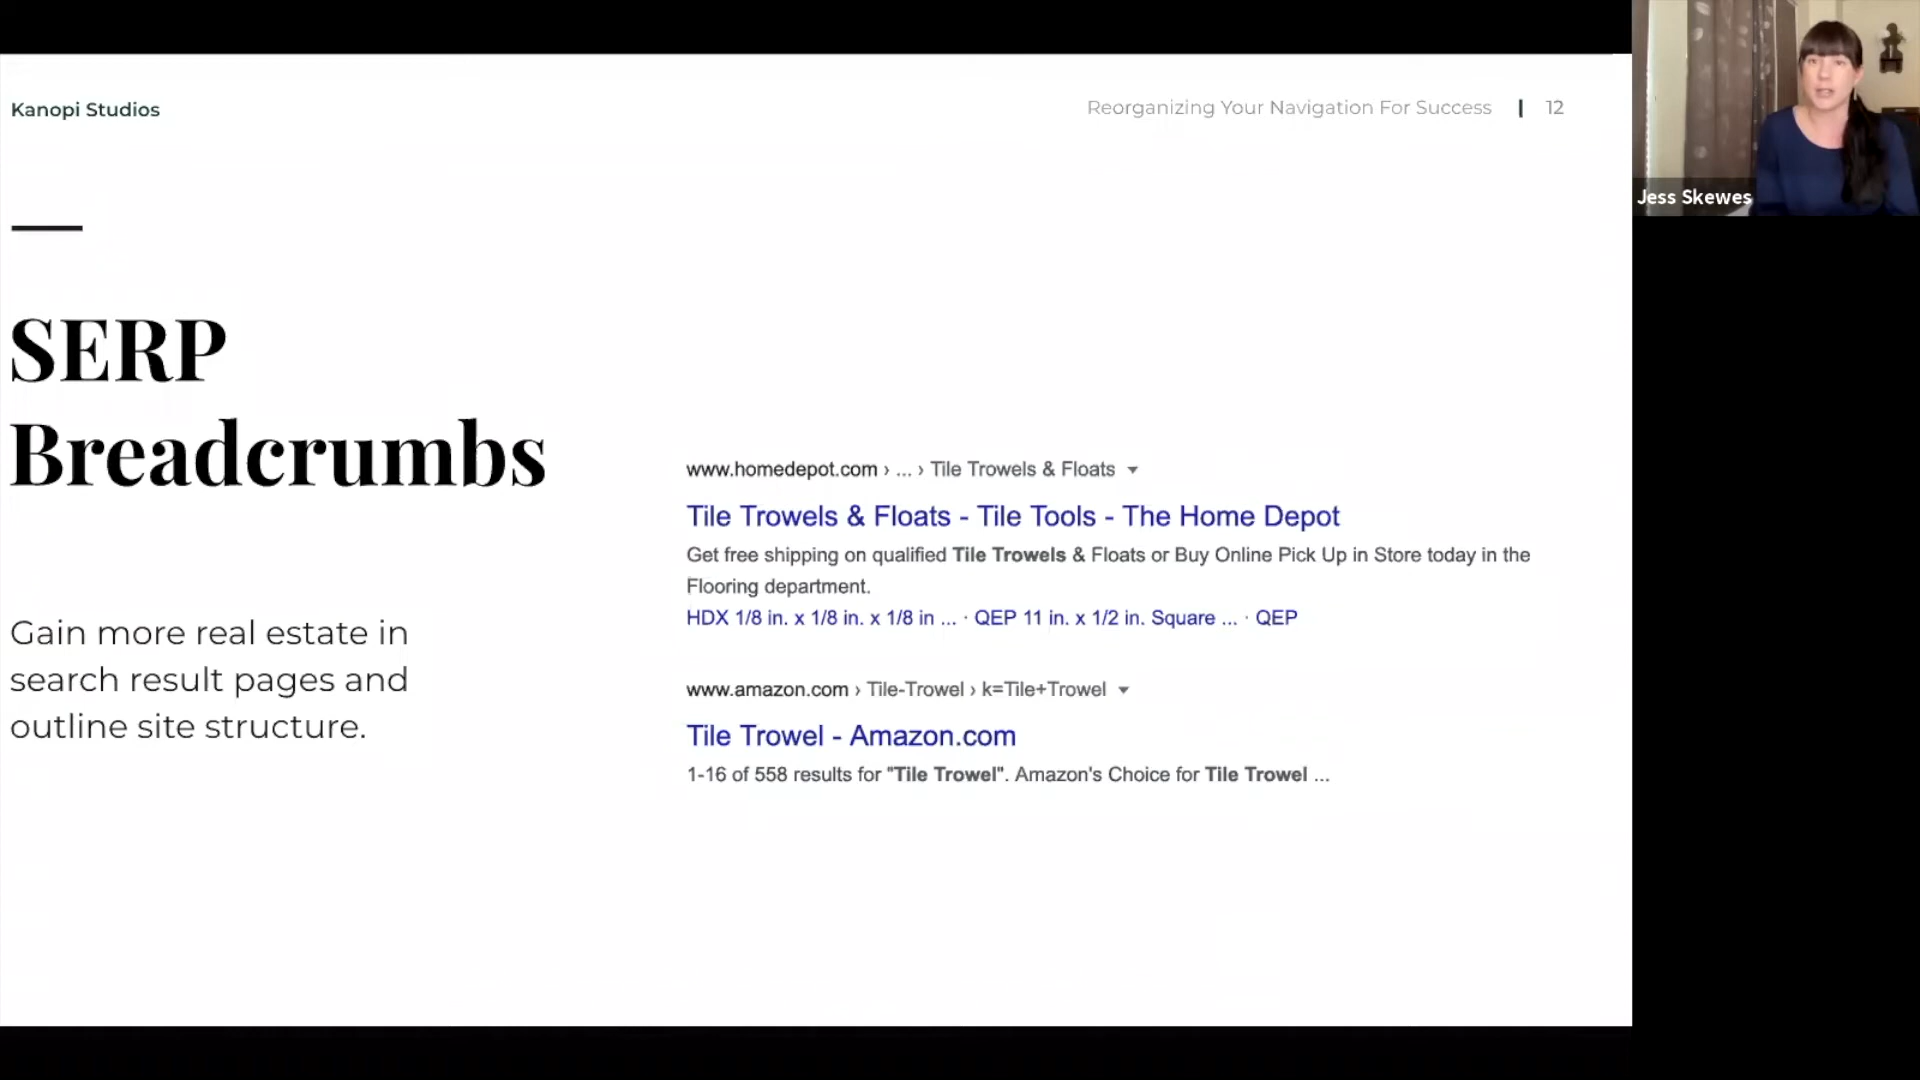 Kanopi Studios
Reorganizing Your Navigation For Success | 12
Jess Skewes
SERP
Breadcrumbs
Gain more real estate in
search result pages and
outline site structure.
www.homedepot.com › ... › Tile Trowels & Floats
Tile Trowels & Floats - Tile Tools - The Home Depot
Get free shipping on qualified Tile Trowels & Floats or Buy Online Pick Up in Store today in the
Flooring department.
HDX 1/8 in. x 1/8 in. x 1/8 in ... · QEP 11 in. x 1/2 in. Square ... · QEP
www.amazon.com › Tile-Trowel › k=Tile+Trowel
Tile Trowel - Amazon.com
1-16 of 558 results for "Tile Trowel". Amazon's Choice for Tile Trowel ...